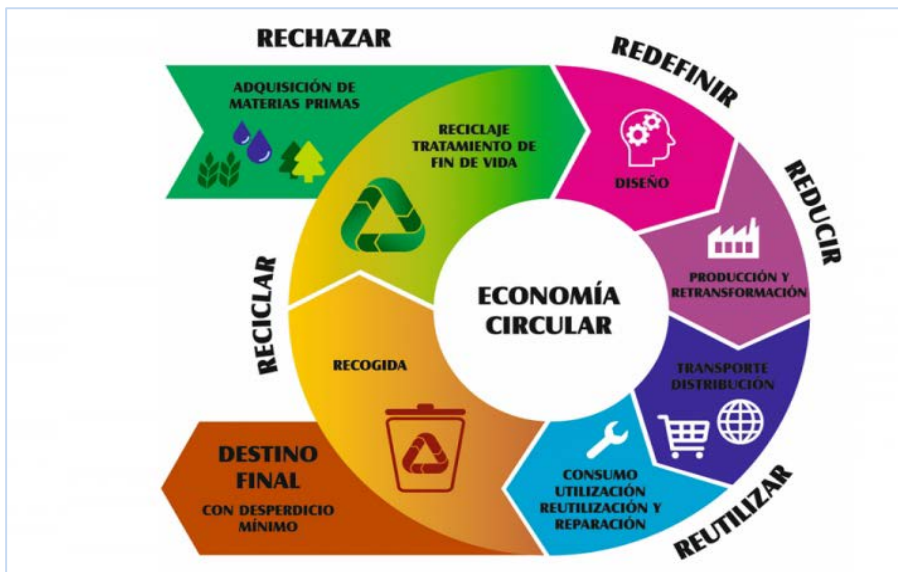 RECHAZAR
ADQUISICIÓN DE
MATERIAS PRIMAS
RECICLAJE
TRATAMIENTO DE
FIN DE VIDA
REDEFINIR
DISEÑO
REDUCIR
PRODUCCIÓN Y
RETRANSFORMACIÓN
ECONOMÍA
CIRCULAR
TRANSPORTE
DISTRIBUCIÓN
REUTILIZAR
CONSUMO
UTILIZACIÓN
REUTILIZACIÓN Y
REPARACIÓN
RECICLAR
RECOGIDA
DESTINO
FINAL
CON DESPERDICIO
MÍNIMO